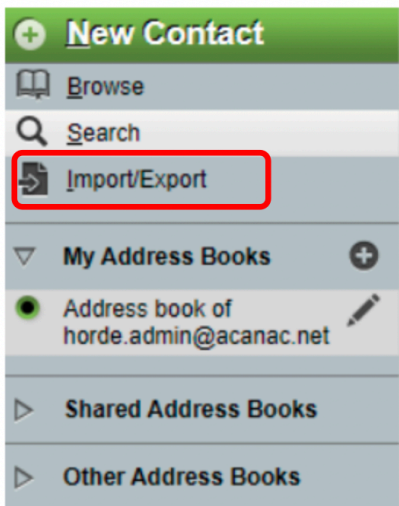 New Contact
Browse
Search
Import/Export
My Address Books
Address book of
horde.admin@acanac.net
Shared Address Books
Other Address Books